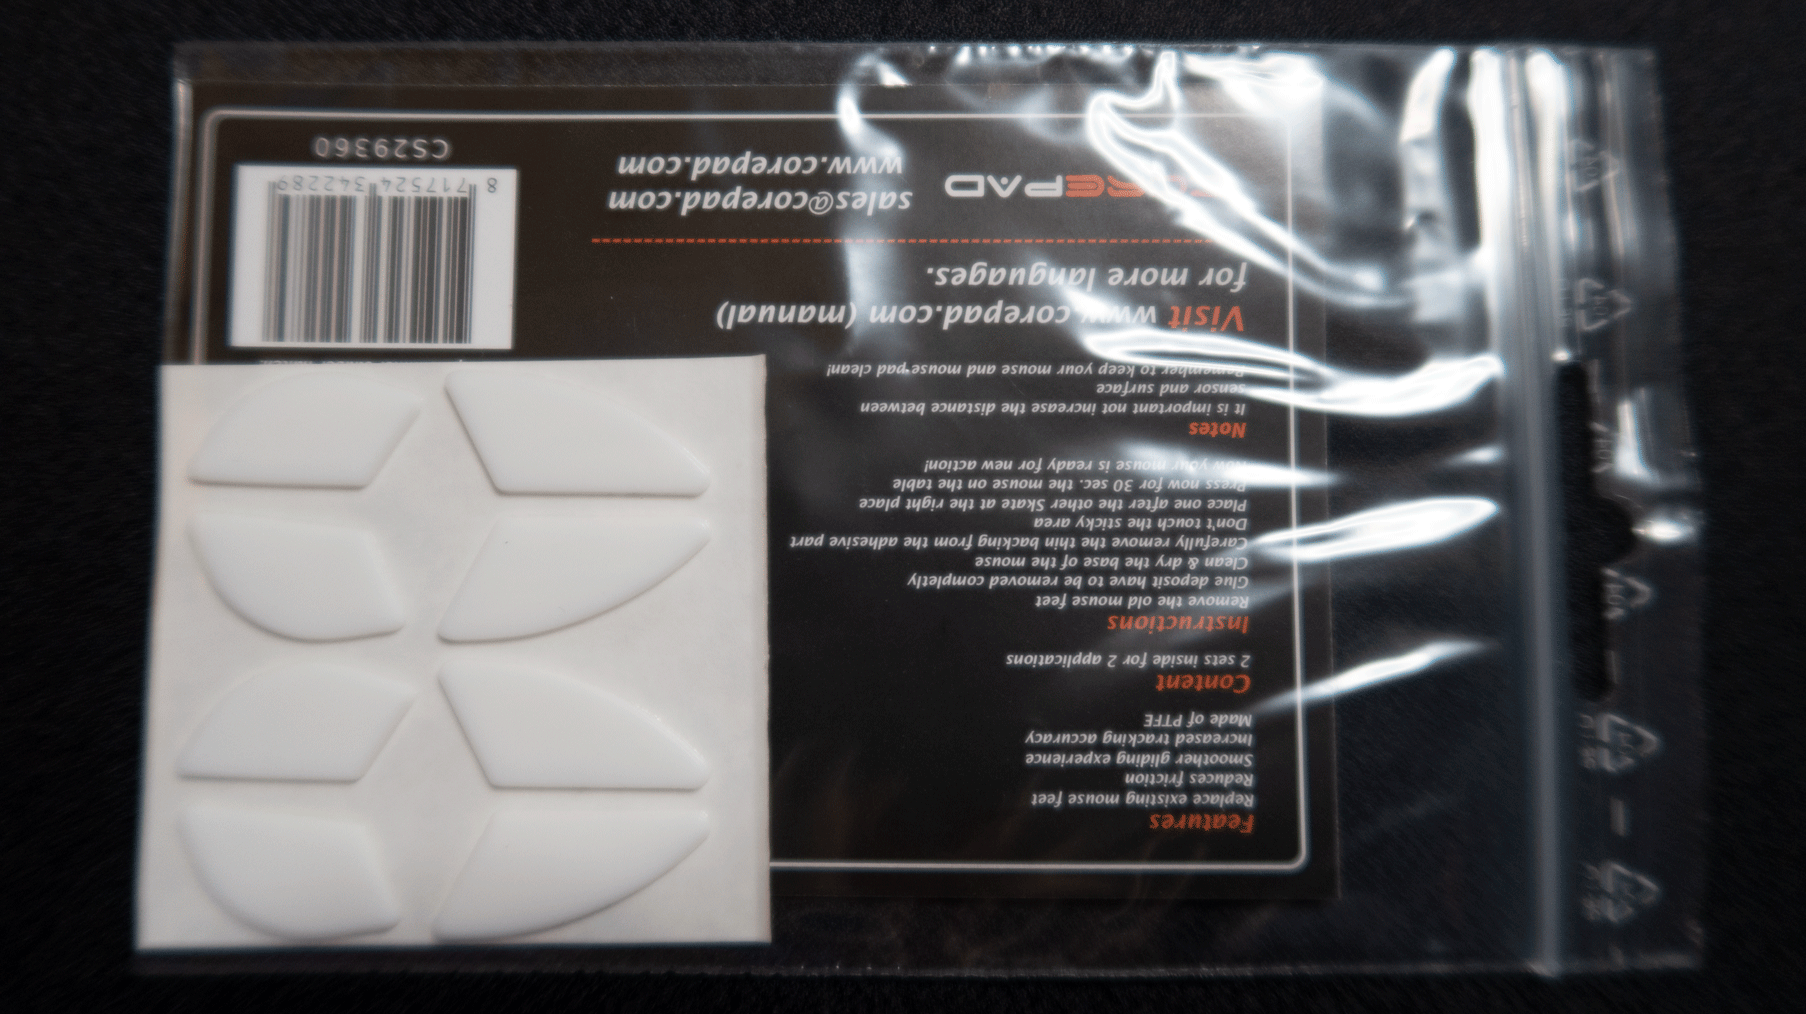 Features
Replace existing mouse feet
Reduces friction
Smoother gliding experience
Increased tracking accuracy
Made of PTFE
Content
2 sets inside for 2 applications
Instructions
Remove the old mouse feet
Glue deposit have to be removed completly
Clean & dry the base of the mouse
Carefully remove the thin backing from the adhesive part
Don't touch the sticky area
Place one after the other Skate at the right place
Press now for 30 sec. the mouse on the table
Now your mouse is ready for new action!
Notes
It is important not increase the distance between
sensor and surface
Remember to keep your mouse and mouse pad clean!
Visit www.corepad.com (manual)
for more languages.
COREPAD
sales@corepad.com
www.corepad.com
8 717524 342289
CS29360